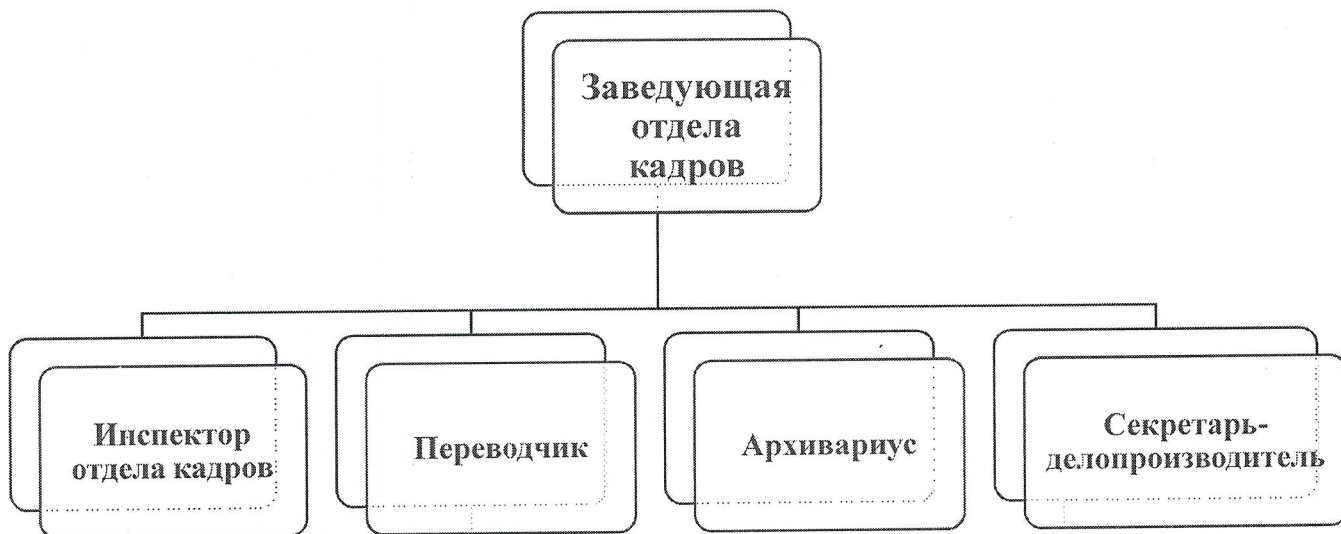 Заведующая
отдела
кадров
Инспектор
отдела кадров
Переводчик
Архивариус
Секретарь-
делопроизводитель